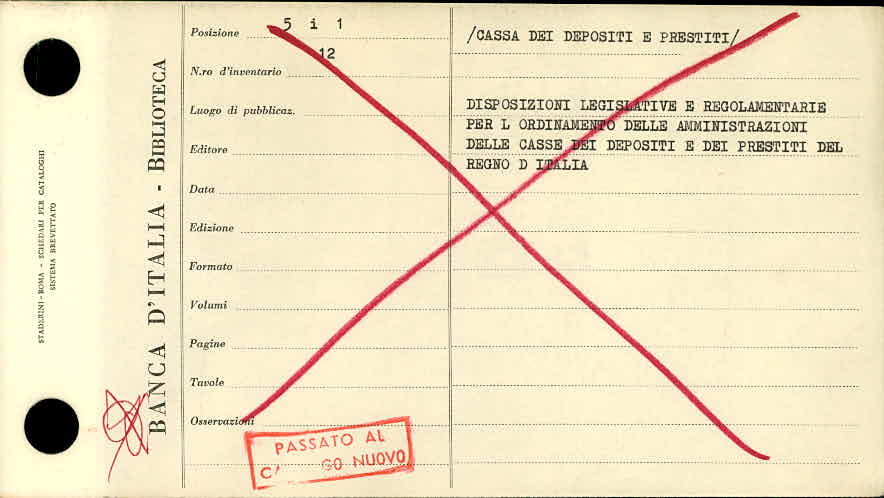 STADERINI - ROMA - SCHEDARI PER CATALOGHI
SISTEMA BREVETTATO
BANCA D'ITALIA - BIBLIOTECA
Posizione 5 i 1
12
N.ro d'inventario
Luogo di pubblicaz.
Editore
Data
Edizione
Formato
Volumi
Pagine
Tavole
Osservazioni
/CASSA DEI DEPOSITI E PRESTITI/
DISPOSIZIONI LEGISLATIVE E REGOLAMENTARIE
PER L ORDINAMENTO DELLE AMMINISTRAZIONI
DELLE CASSE DEI DEPOSITI E DEI PRESTITI DEL
REGNO D ITALIA
PASSATO AL
NUOVO